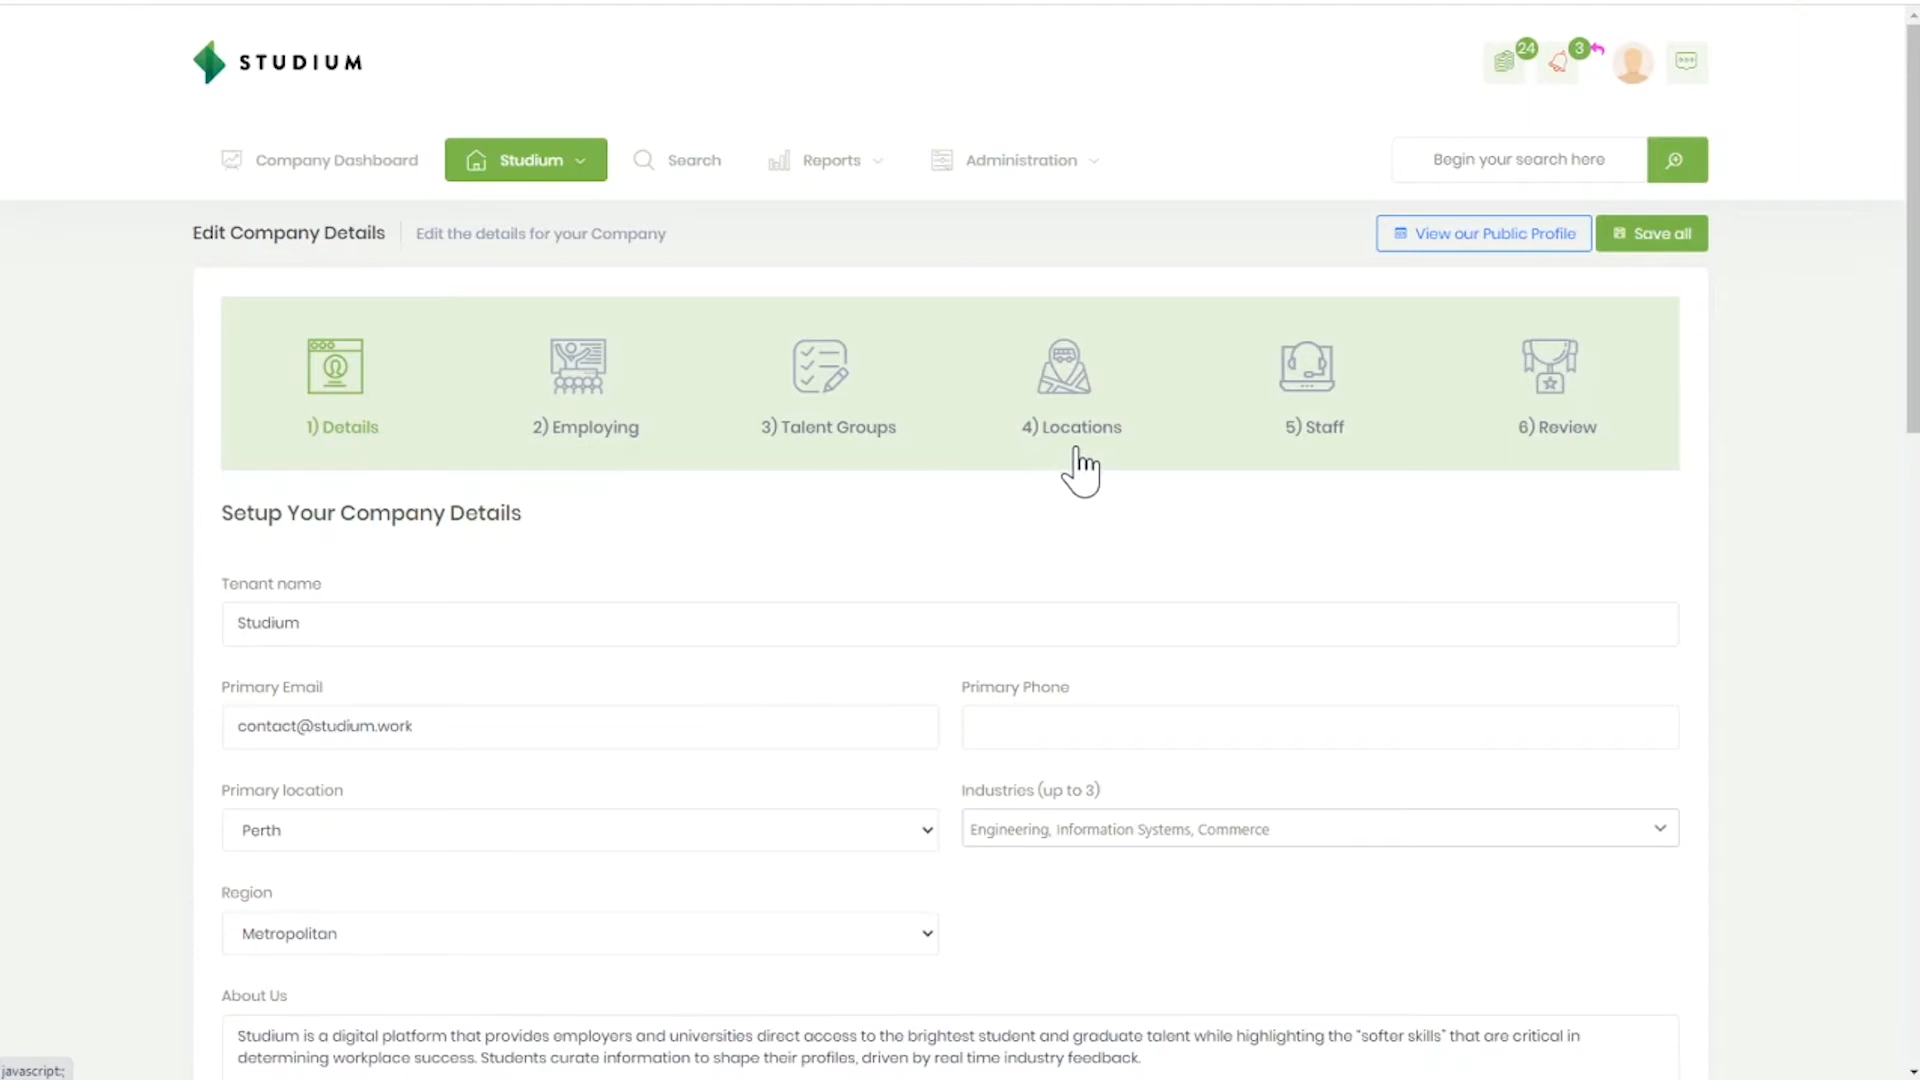 STUDIUM
24
3
Company Dashboard
Studium
Search
Reports
Administration
Begin your search here
Edit Company Details
Edit the details for your Company
View our Public Profile
Save all
1) Details
2) Employing
3) Talent Groups
4) Locations
5) Staff
6) Review
Setup Your Company Details
Tenant name
Studium
Primary Email
Primary Phone
contact@studium.work
Primary location
Industries (up to 3)
Perth
Engineering, Information Systems, Commerce
Region
Metropolitan
About Us
Studium is a digital platform that provides employers and universities direct access to the brightest student and graduate talent while highlighting the "softer skills" that are critical in
determining workplace success. Students curate information to shape their profiles, driven by real time industry feedback.
javascript:;